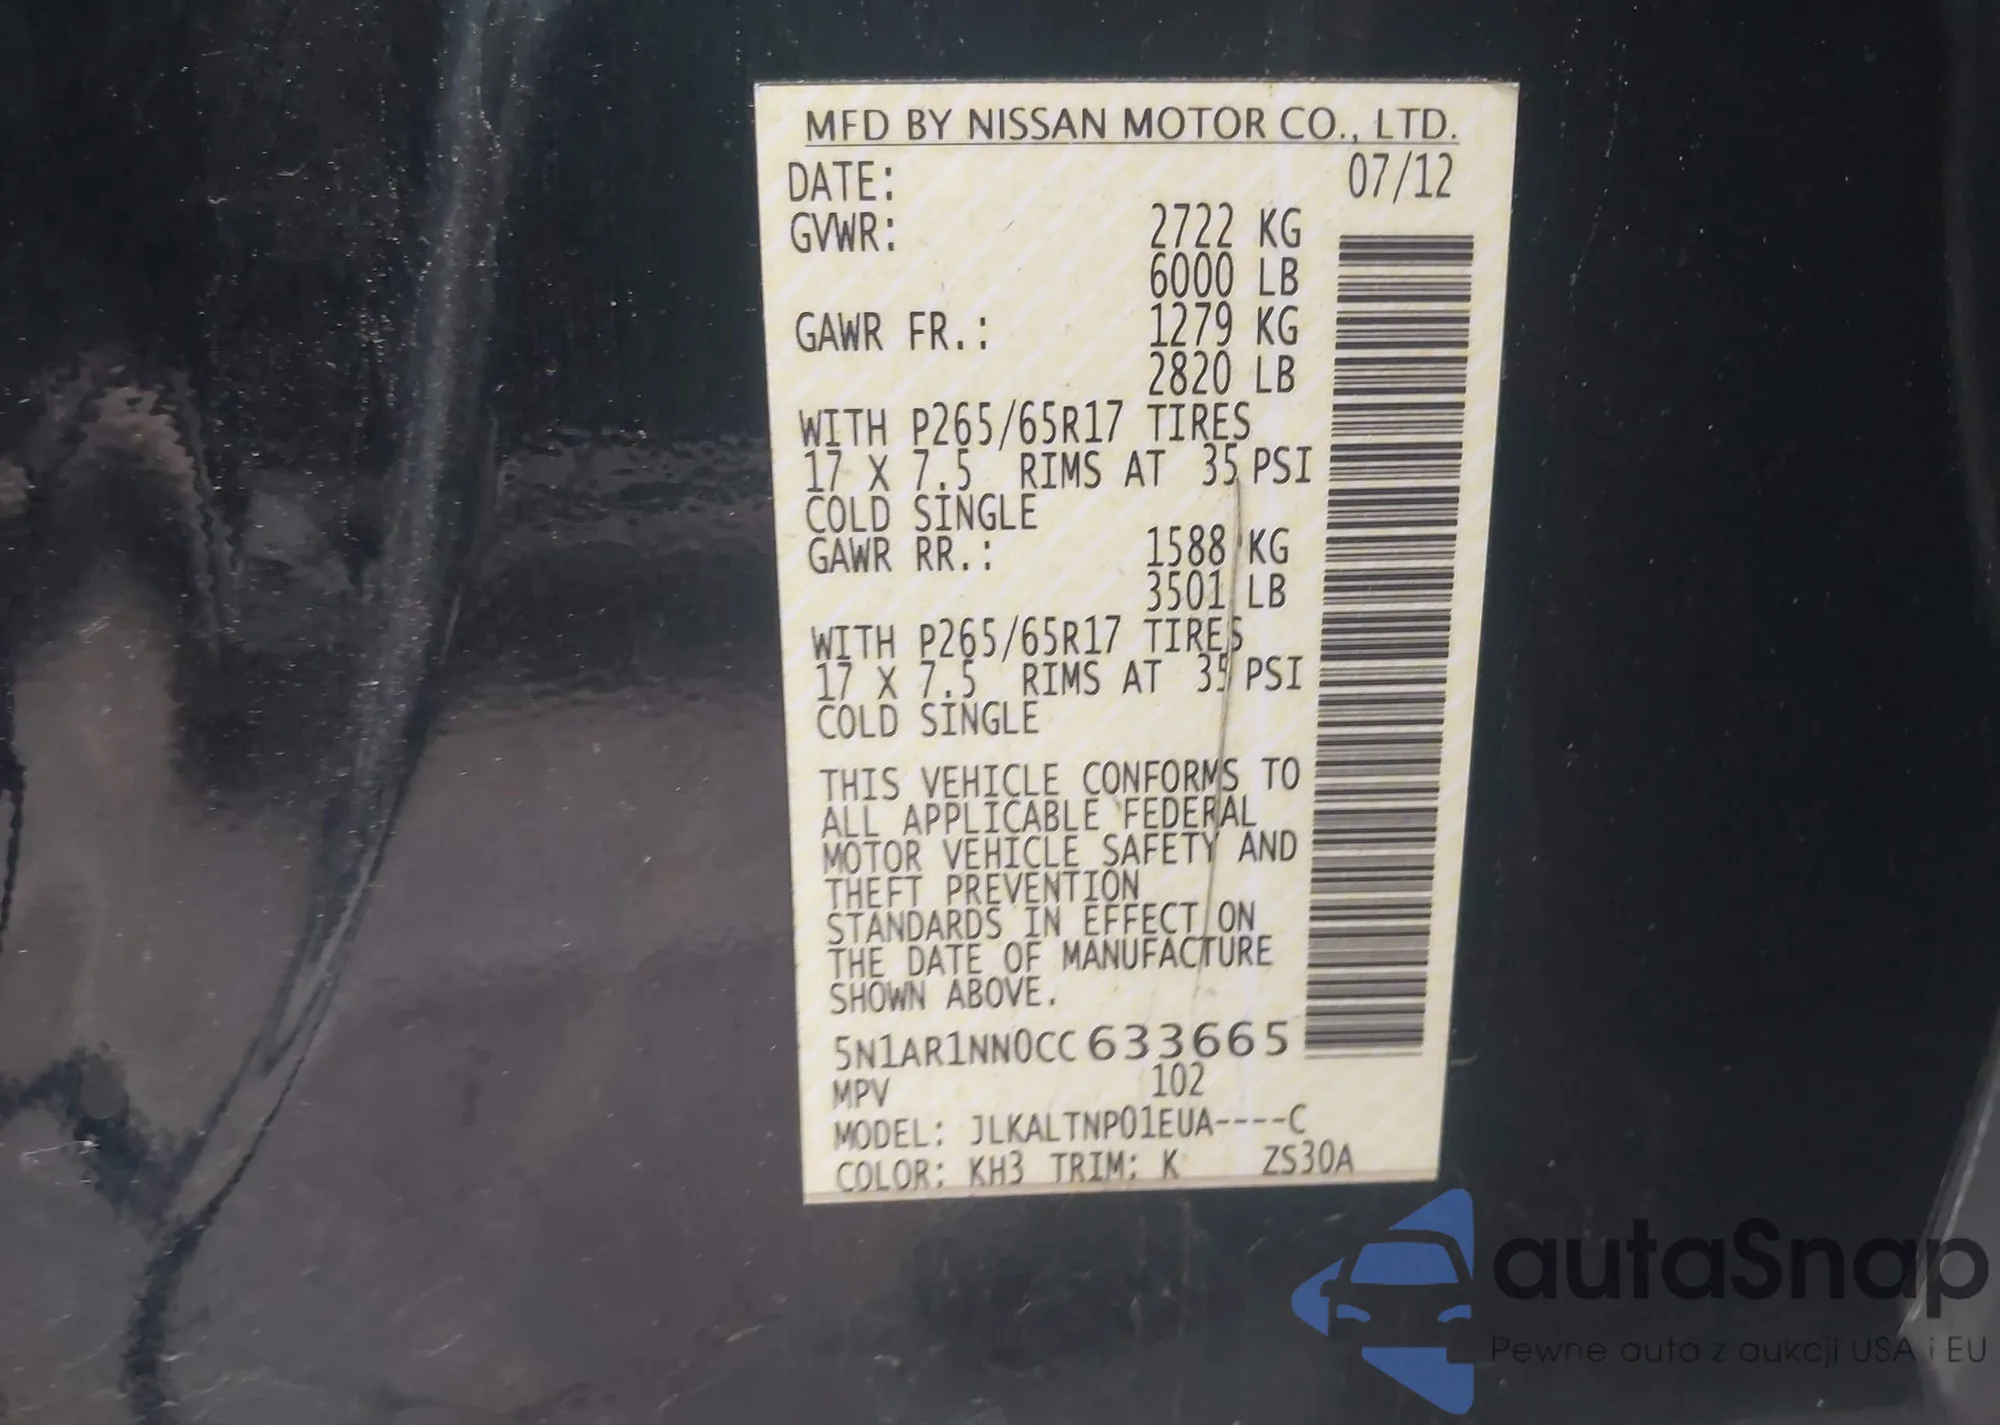 MFD BY NISSAN MOTOR CO., LTD.
DATE: 07/12
GVWR: 2722 KG
6000 LB
GAWR FR.: 1279 KG
2820 LB
WITH P265/65R17 TIRES
17 X 7.5 RIMS AT 35 PSI
COLD SINGLE
GAWR RR.: 1588 KG
3501 LB
WITH P265/65R17 TIRES
17 X 7.5 RIMS AT 35 PSI
COLD SINGLE
THIS VEHICLE CONFORMS TO
ALL APPLICABLE FEDERAL
MOTOR VEHICLE SAFETY AND
THEFT PREVENTION
STANDARDS IN EFFECT ON
THE DATE OF MANUFACTURE
SHOWN ABOVE.
5N1AR1NN0CC633665
MPV 102
MODEL: JLKALTNP01EUA----C
COLOR: KH3 TRIM: K ZS30A
autaSnap
Pewne auta z aukcji USA i EU